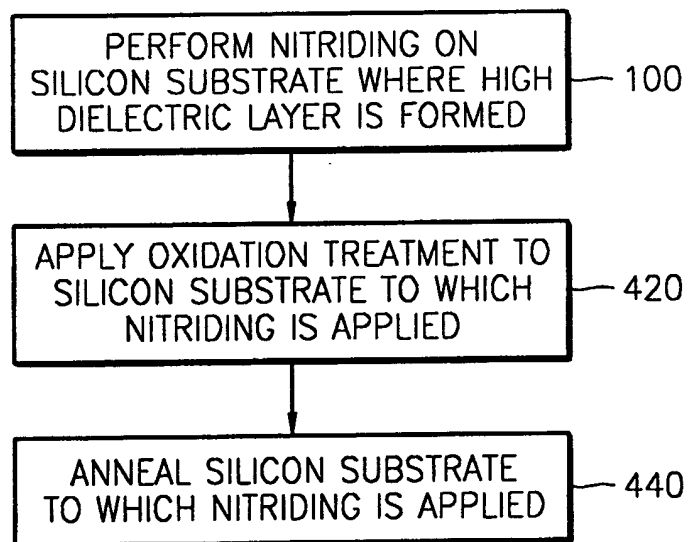 PERFORM NITRIDING ON
SILICON SUBSTRATE WHERE HIGH
DIELECTRIC LAYER IS FORMED
100
APPLY OXIDATION TREATMENT TO
SILICON SUBSTRATE TO WHICH
NITRIDING IS APPLIED
420
ANNEAL SILICON SUBSTRATE
TO WHICH NITRIDING IS APPLIED
440